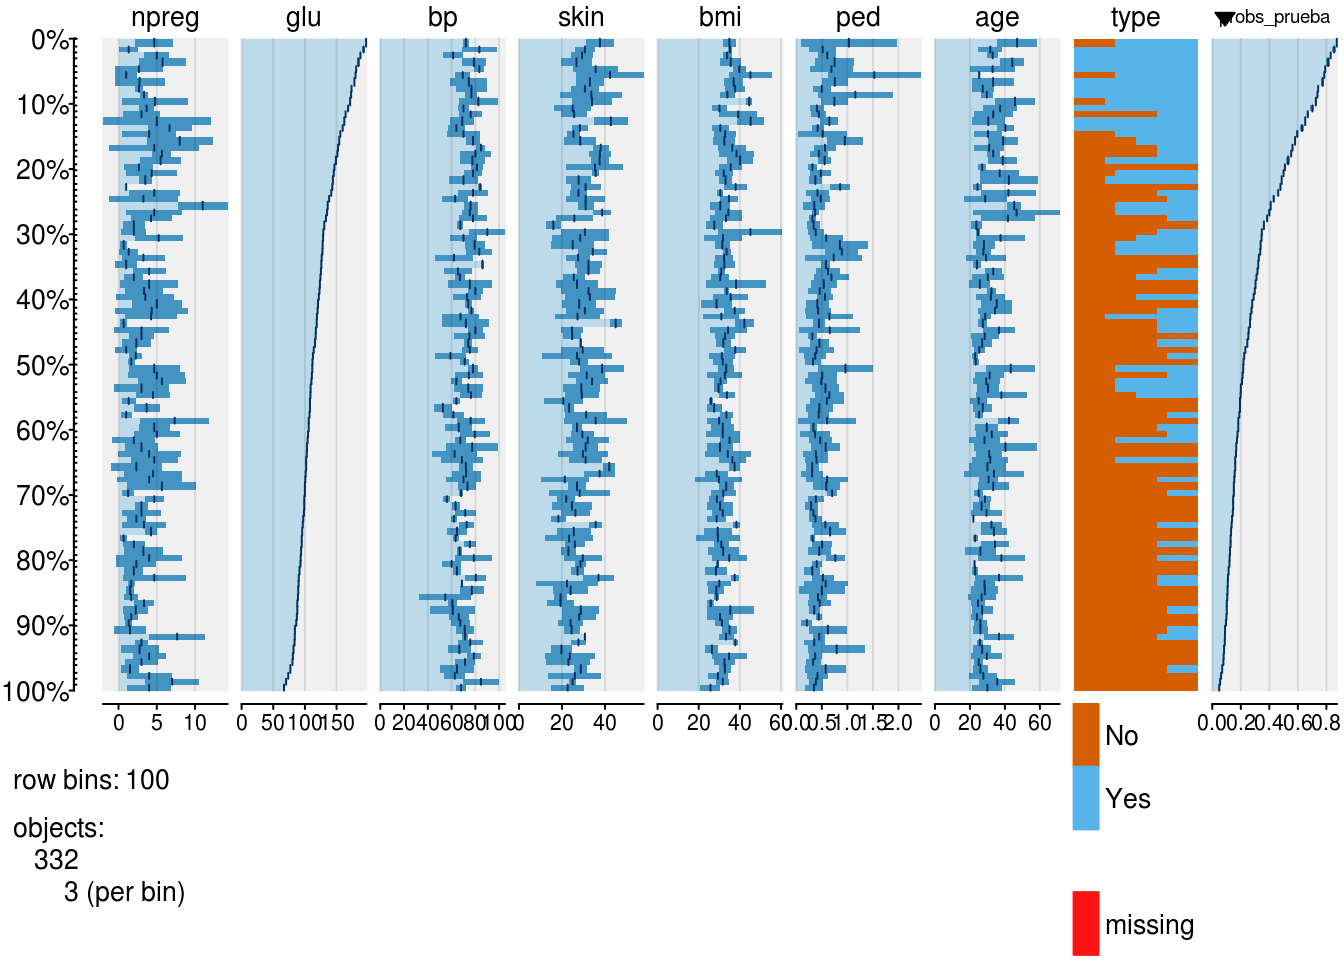 npreg glu bp skin bmi ped age type probs_prueba
0%
10%
20%
30%
40%
50%
60%
70%
80%
90%
100%
0 5 10 0 50 100 150 0 20 40 60 80 100 20 40 0 20 40 60 0.0 0.5 1.0 1.5 2.0 0 20 40 60 0.0 0.2 0.4 0.6 0.8
No
Yes
missing
row bins: 100
objects:
332
3 (per bin)